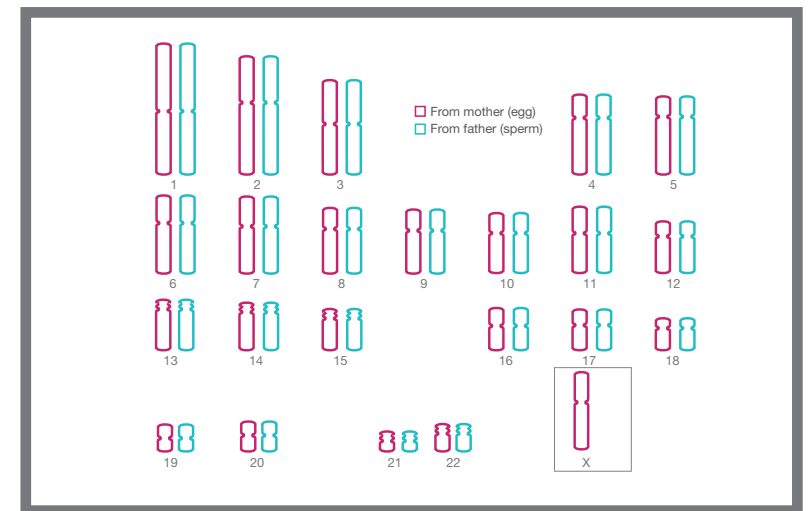 From mother (egg)
From father (sperm)
1 2 3 4 5
6 7 8 9 10 11 12
13 14 15 16 17 18
19 20 21 22 X